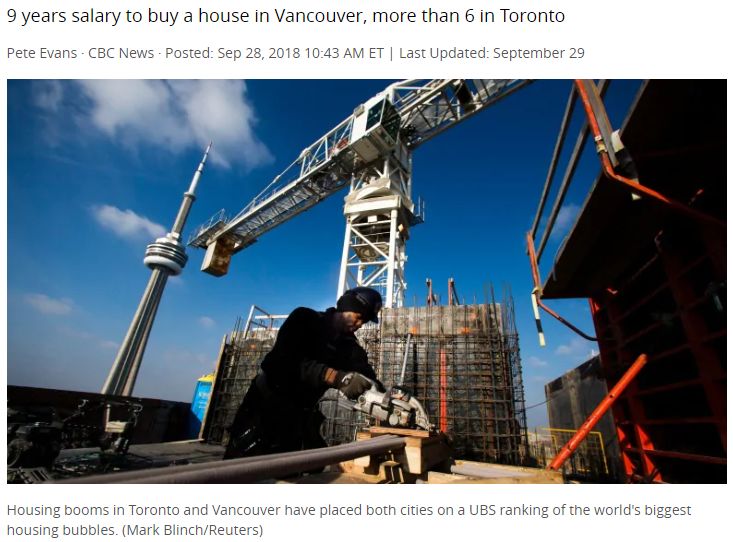 9 years salary to buy a house in Vancouver, more than 6 in Toronto
Pete Evans · CBC News · Posted: Sep 28, 2018 10:43 AM ET | Last Updated: September 29
Housing booms in Toronto and Vancouver have placed both cities on a UBS ranking of the world's biggest
housing bubbles. (Mark Blinch/Reuters)